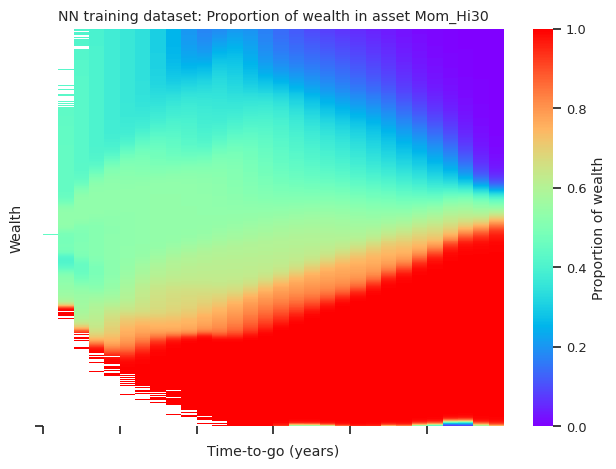 NN training dataset: Proportion of wealth in asset Mom_Hi30
Wealth
Time-to-go (years)
1.0
0.8
0.6
0.4
0.2
0.0
Proportion of wealth